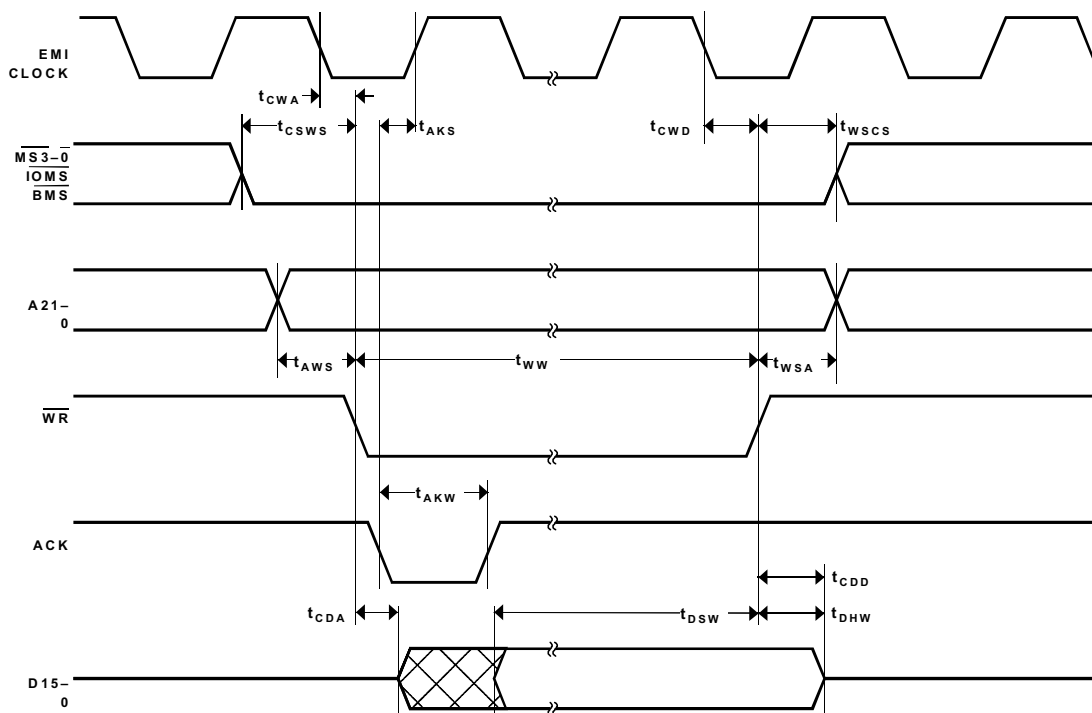 EMI
CLOCK
tCWA
tCSWS
tAKS
tCWD
tWSCS
MS3–0
IOMS
BMS
A21–
0
tAWS
tWW
tWSA
WR
tAKW
ACK
tCDD
tCDA
tDSW
tDHW
D15–
0